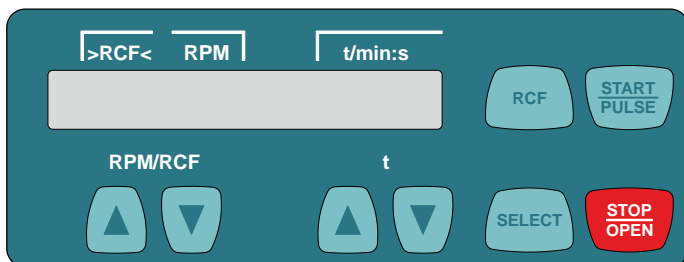 >RCF< RPM t/min:s
RCF
START
PULSE
RPM/RCF t
SELECT
STOP
OPEN